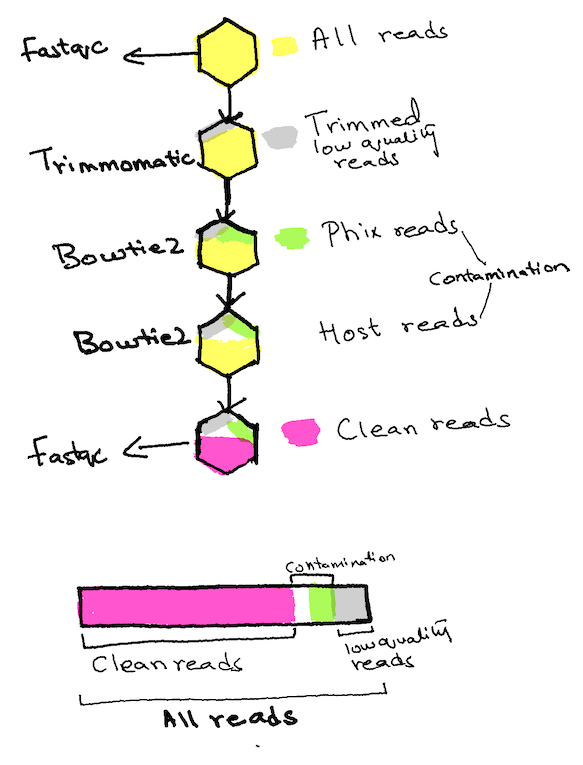 Fastqc
All reads
Trimmomatic
Trimmed
low quality
reads
Bowtie2
Phix reads
Contamination
Bowtie2
Host reads
Fastqc
Clean reads
Contamination
Clean reads
low quality
reads
All reads